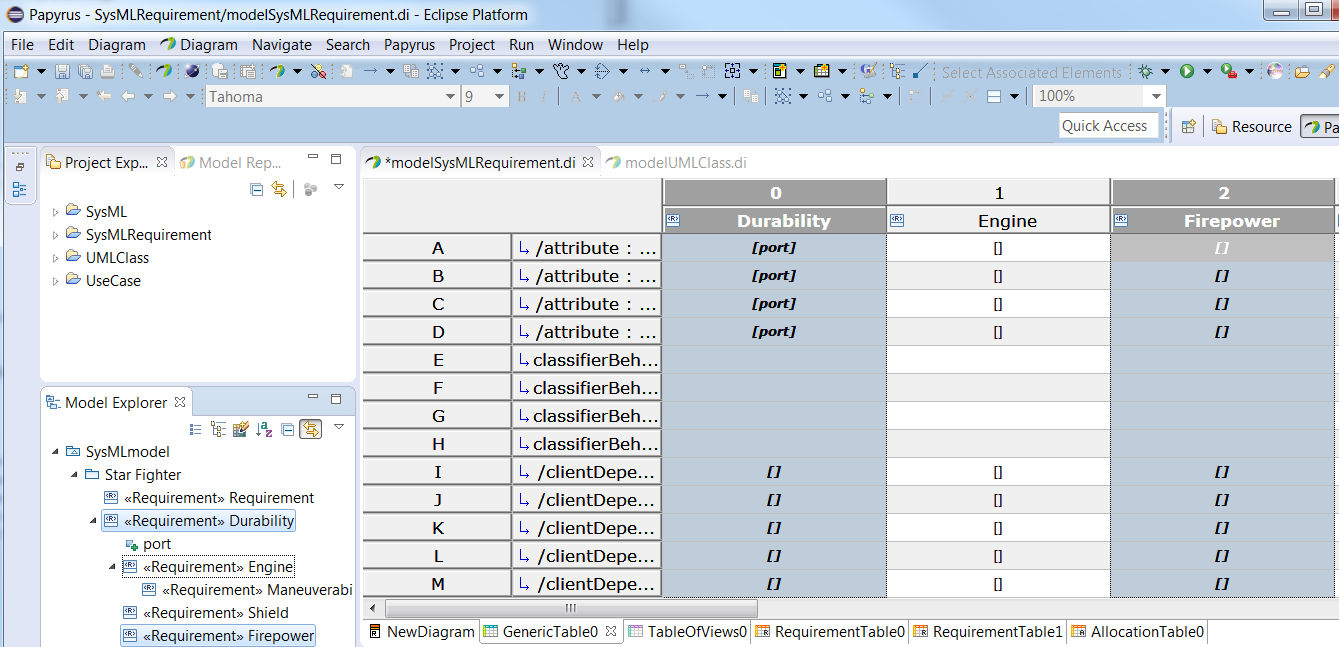 Papyrus - SysMLRequirement/modelSysMLRequirement.di - Eclipse Platform
File Edit Diagram Diagram Navigate Search Papyrus Project Run Window Help
Select Associated Elements
Tahoma 9 B I A 100%
Quick Access Resource Pa
Project Exp... Model Rep...
SysML
SysMLRequirement
UMLClass
UseCase
Model Explorer
SysMLmodel
Star Fighter
«Requirement» Requirement
«Requirement» Durability
port
«Requirement» Engine
«Requirement» Maneuverabi
«Requirement» Shield
«Requirement» Firepower
*modelSysMLRequirement.di modelUMLClass.di
0 1 2
Durability Engine Firepower
A /attribute : ... [port] [] []
B /attribute : ... [port] [] []
C /attribute : ... [port] [] []
D /attribute : ... [port] [] []
E classifierBeh...
F classifierBeh...
G classifierBeh...
H classifierBeh...
I /clientDepe... [] [] []
J /clientDepe... [] [] []
K /clientDepe... [] [] []
L /clientDepe... [] [] []
M /clientDepe... [] [] []
NewDiagram GenericTable0 TableOfViews0 RequirementTable0 RequirementTable1 AllocationTable0